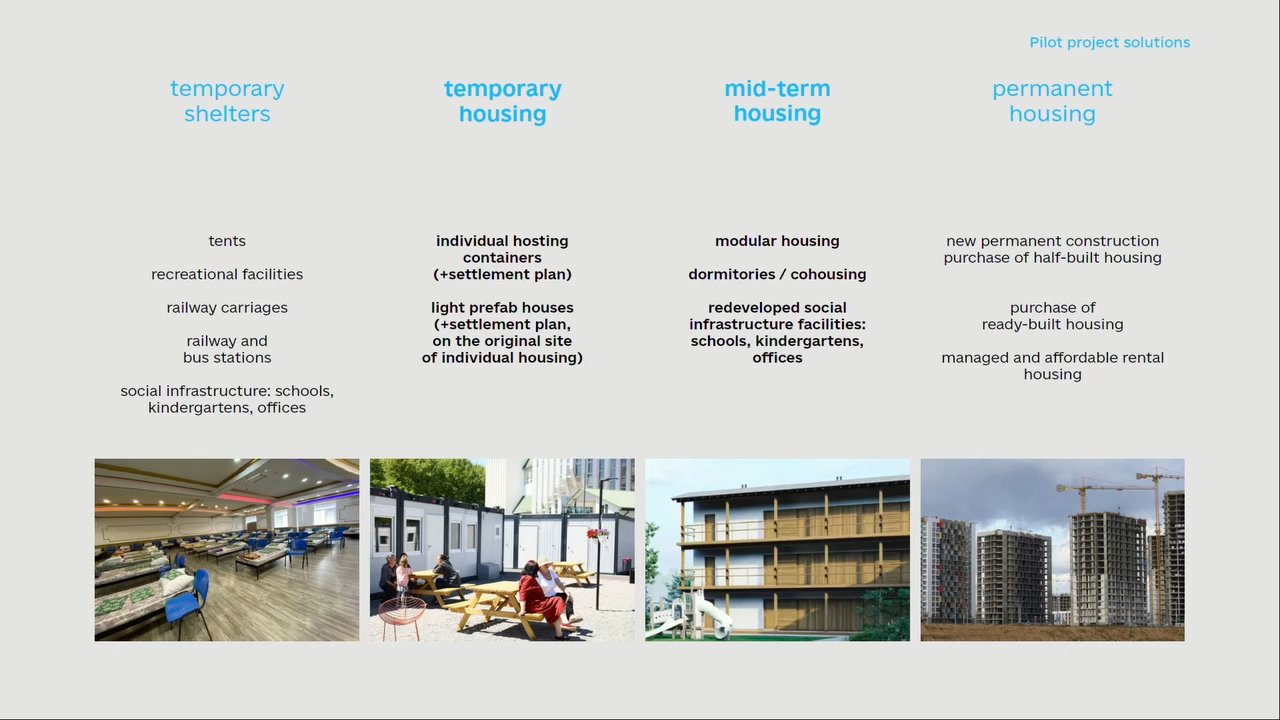 Pilot project solutions
temporary
shelters
tents
recreational facilities
railway carriages
railway and
bus stations
social infrastructure: schools,
kindergartens, offices
temporary
housing
individual hosting
containers
(+settlement plan)
light prefab houses
(+settlement plan,
on the original site
of individual housing)
mid-term
housing
modular housing
dormitories / cohousing
redeveloped social
infrastructure facilities:
schools, kindergartens,
offices
permanent
housing
new permanent construction
purchase of half-built housing
purchase of
ready-built housing
managed and affordable rental
housing